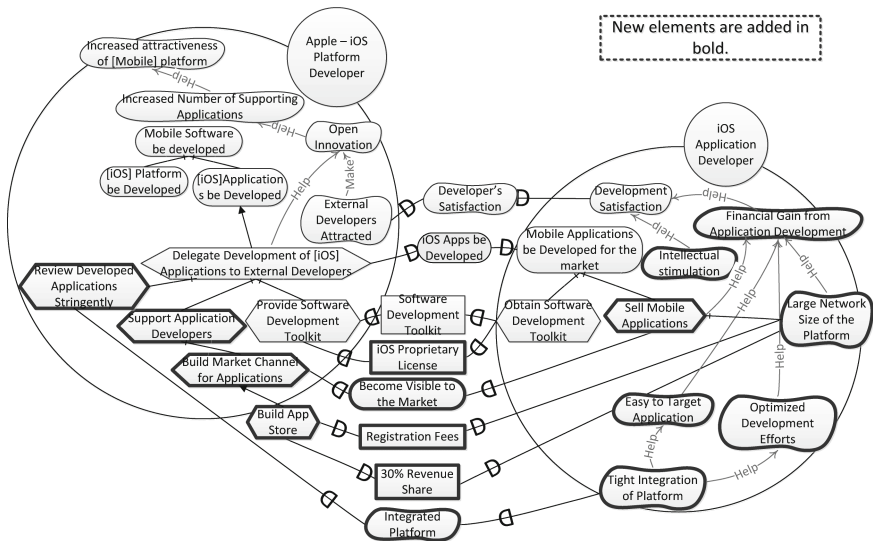 New elements are added in
bold.
Increased attractiveness
of [Mobile] platform
Apple – iOS
Platform
Developer
Help
Increased Number of Supporting
Applications
Help
Mobile Software
be developed
Open
Innovation
iOS
Application
Developer
[iOS] Platform
be Developed
[iOS]Application
s be Developed
Help
Make
External
Developers
Attracted
Developer's
Satisfaction
Development
Satisfaction
Help
Financial Gain from
Application Development
Help
Delegate Development of [iOS]
Applications to External Developers
iOS Apps be
Developed
Mobile Applications
be Developed for the
market
Intellectual
stimulation
Help
Help
Help
Help
Review Developed
Applications
Stringently
Support Application
Developers
Provide Software
Development
Toolkit
Software
Development
Toolkit
Obtain Software
Development
Toolkit
Sell Mobile
Applications
Large Network
Size of the
Platform
iOS Proprietary
License
Build Market Channel
for Applications
Become Visible to
the Market
Build App
Store
Registration Fees
Easy to Target
Application
Optimized
Development
Efforts
Help
Help
30% Revenue
Share
Tight Integration
of Platform
Integrated
Platform